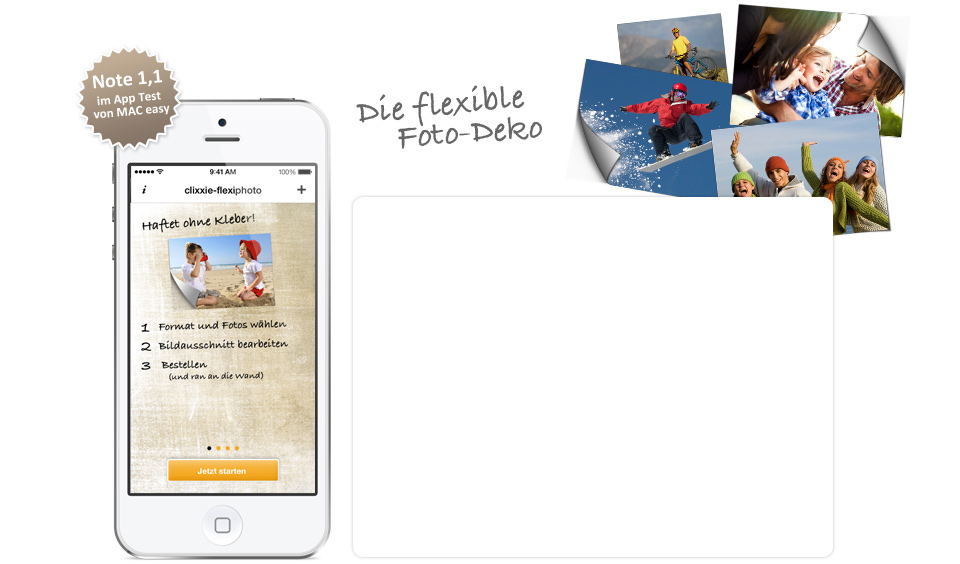 Note 1,1
im App Test
von MAC easy
Die flexible
Foto-Deko
9:41 AM
100%
i
clixxie-flexiphoto
+
Haftet ohne Kleber!
1 Format und Fotos wählen
2 Bildausschnitt bearbeiten
3 Bestellen
(und ran an die Wand)
Jetzt starten